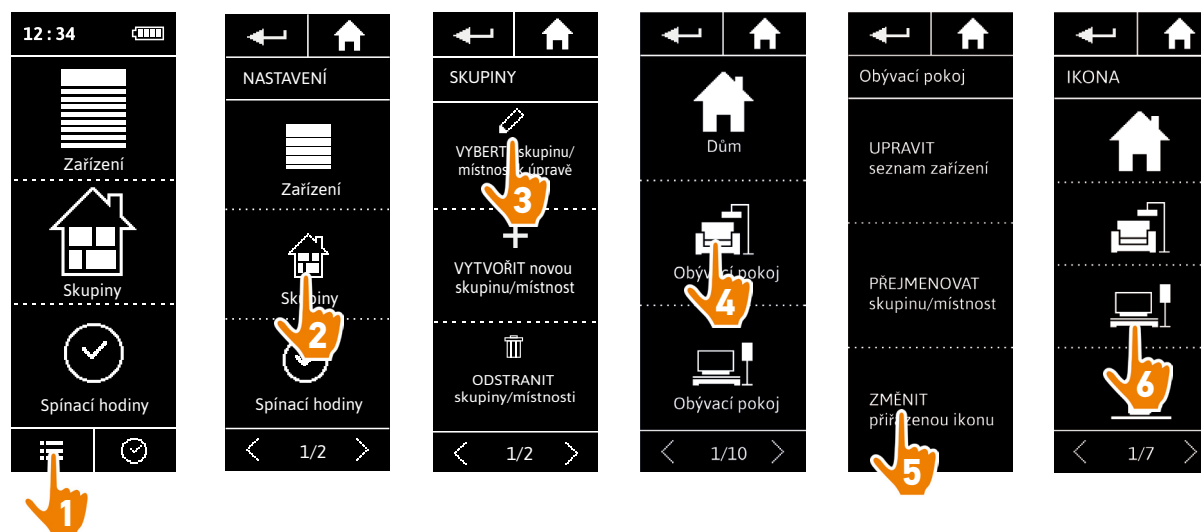 12:34
Zařízení
Skupiny
Spínací hodiny
1
NASTAVENÍ
Zařízení
Skupiny
2
Spínací hodiny
1/2
SKUPINY
VYBERTE skupinu/
místnost k úpravě
3
VYTVOŘIT novou
skupinu/místnost
ODSTRANIT
skupiny/místnosti
1/2
Dům
Obývací pokoj
4
Obývací pokoj
1/10
Obývací pokoj
UPRAVIT
seznam zařízení
PŘEJMENOVAT
skupinu/místnost
ZMĚNIT
přiřazenou ikonu
5
IKONA
6
1/7